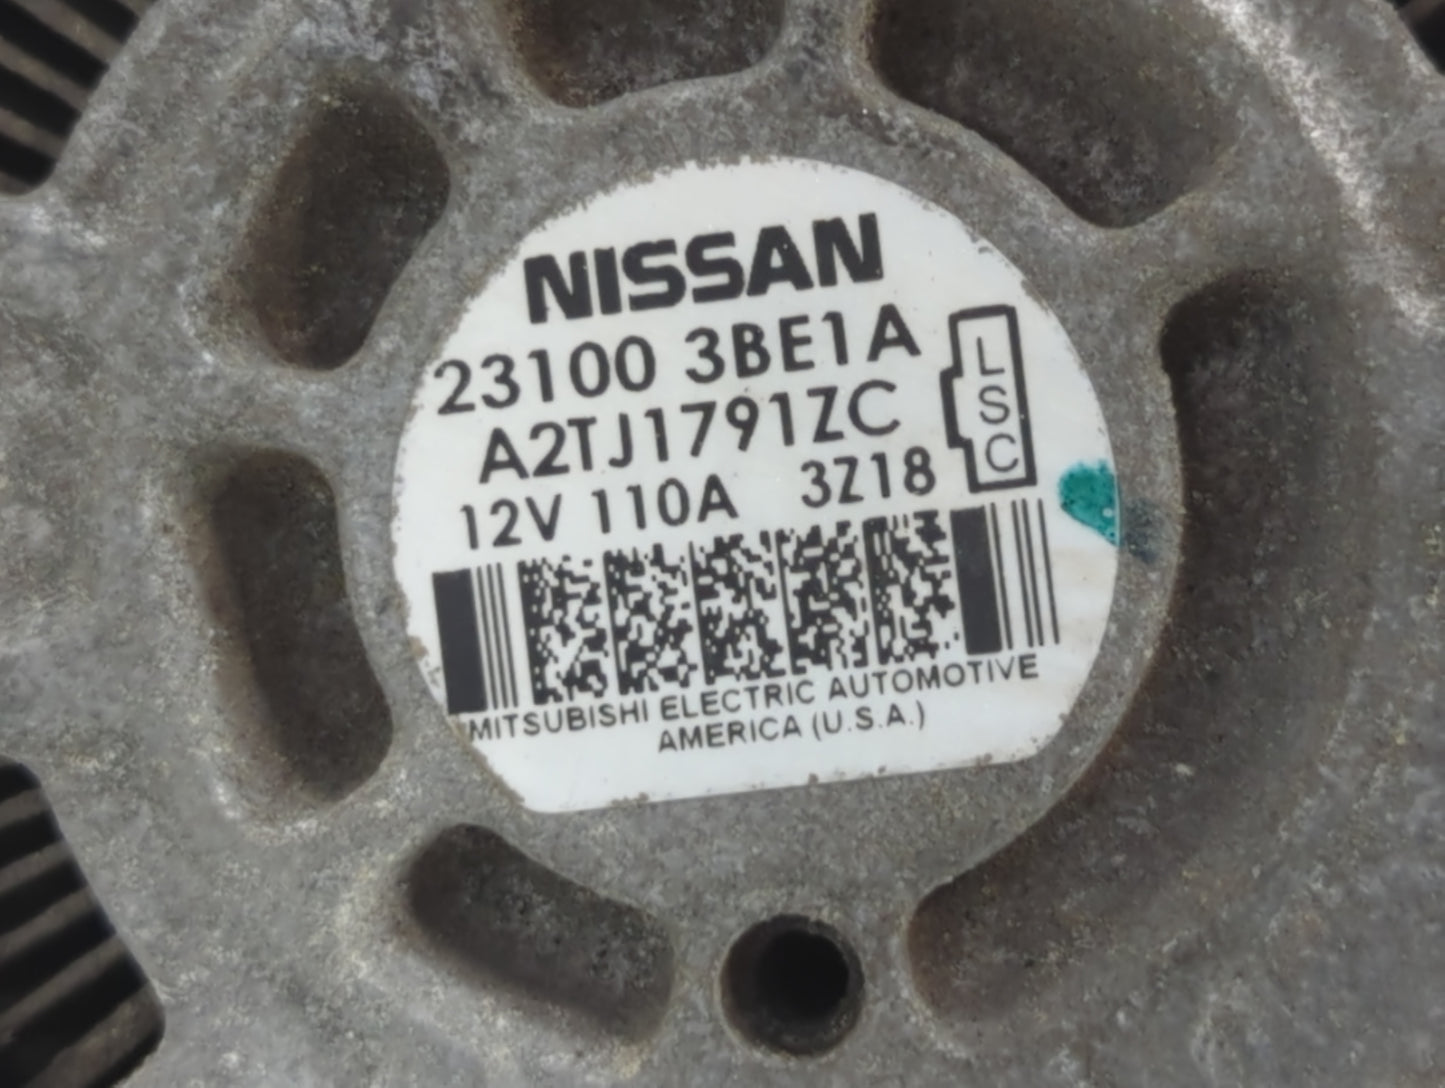 NISSAN
23100 3BE1A
A2TJ1791ZC
12V 110A 3Z18
L
S
C
MITSUBISHI ELECTRIC AUTOMOTIVE
AMERICA (U.S.A.)